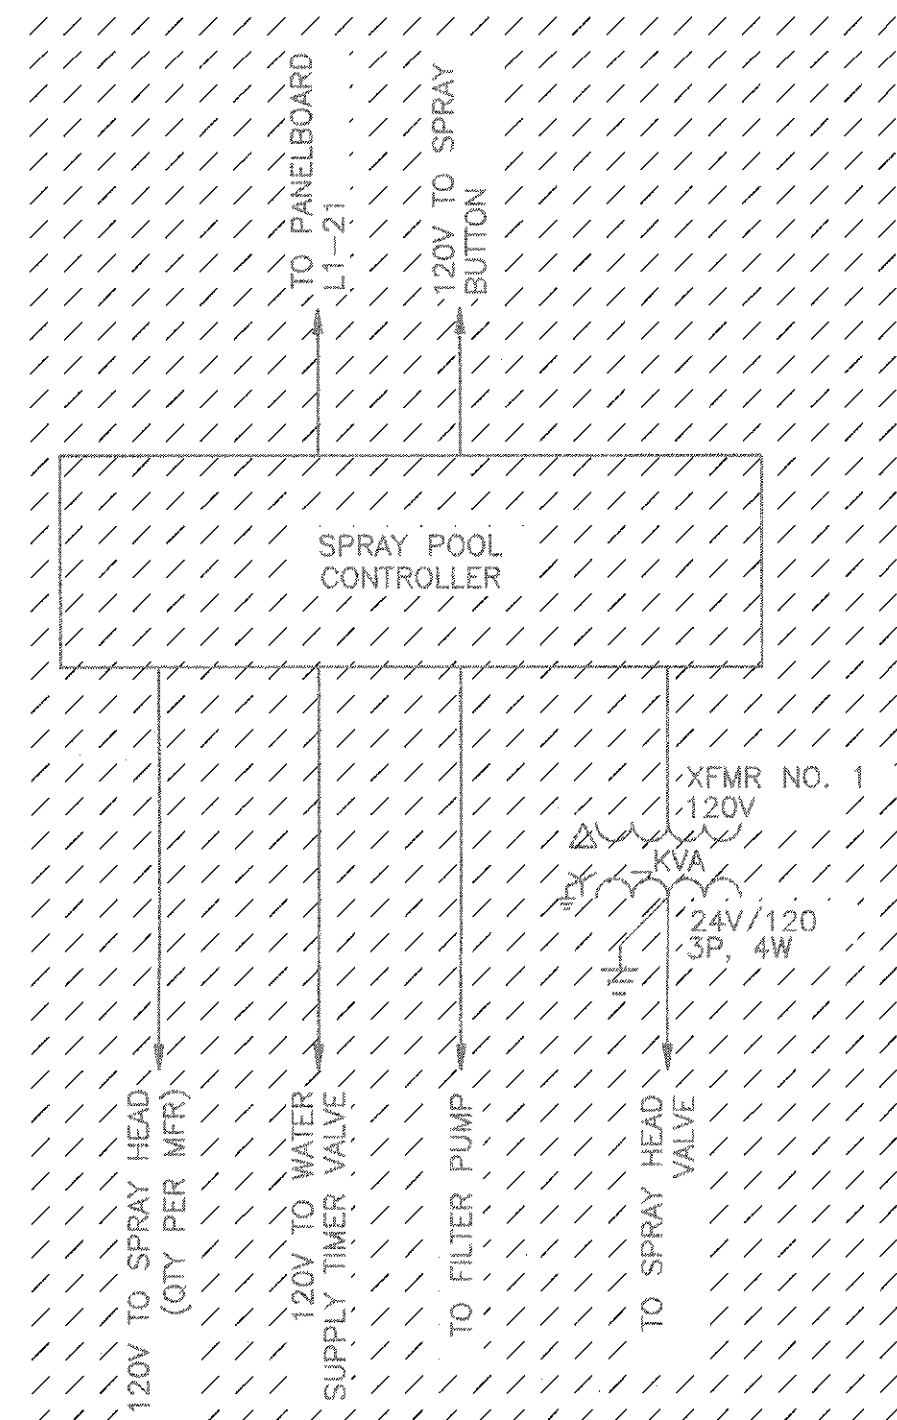 TO PANELBOARD
L1-21
120V TO SPRAY
BUTTON
SPRAY POOL
CONTROLLER
XFMR NO. 1
120V
_KVA
24V/120
3P, 4W
120V TO SPRAY HEAD
(QTY PER MFR)
120V TO WATER
SUPPLY TIMER VALVE
TO FILTER PUMP
TO SPRAY HEAD
VALVE